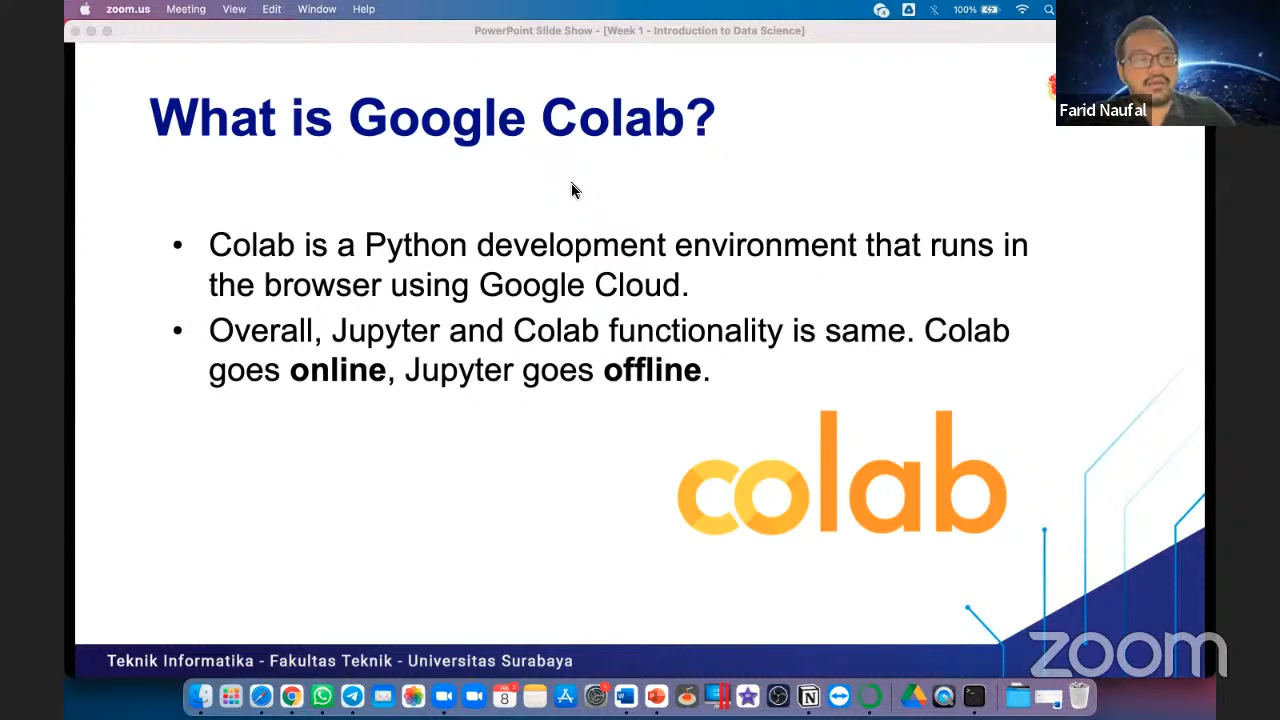 zoom.us Meeting View Edit Window Help 100%
PowerPoint Slide Show - [Week 1 - Introduction to Data Science]
Farid Naufal
What is Google Colab?
• Colab is a Python development environment that runs in
the browser using Google Cloud.
• Overall, Jupyter and Colab functionality is same. Colab
goes online, Jupyter goes offline.
colab
Teknik Informatika - Fakultas Teknik - Universitas Surabaya
zoom
8